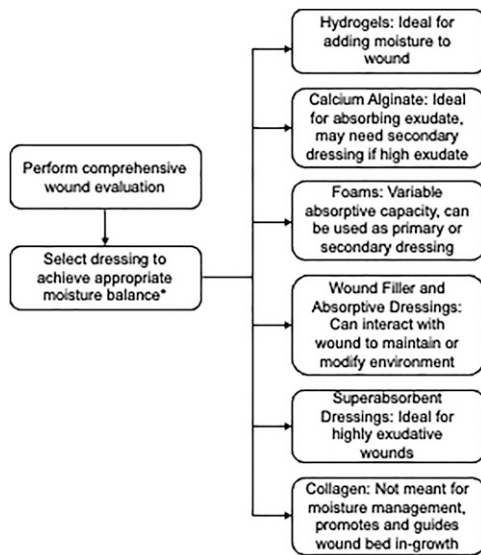 Perform comprehensive
wound evaluation
Select dressing to
achieve appropriate
moisture balance*
Hydrogels: Ideal for
adding moisture to
wound
Calcium Alginate: Ideal
for absorbing exudate,
may need secondary
dressing if high exudate
Foams: Variable
absorptive capacity, can
be used as primary or
secondary dressing
Wound Filler and
Absorptive Dressings:
Can interact with
wound to maintain or
modify environment
Superabsorbent
Dressings: Ideal for
highly exudative
wounds
Collagen: Not meant for
moisture management,
promotes and guides
wound bed in-growth